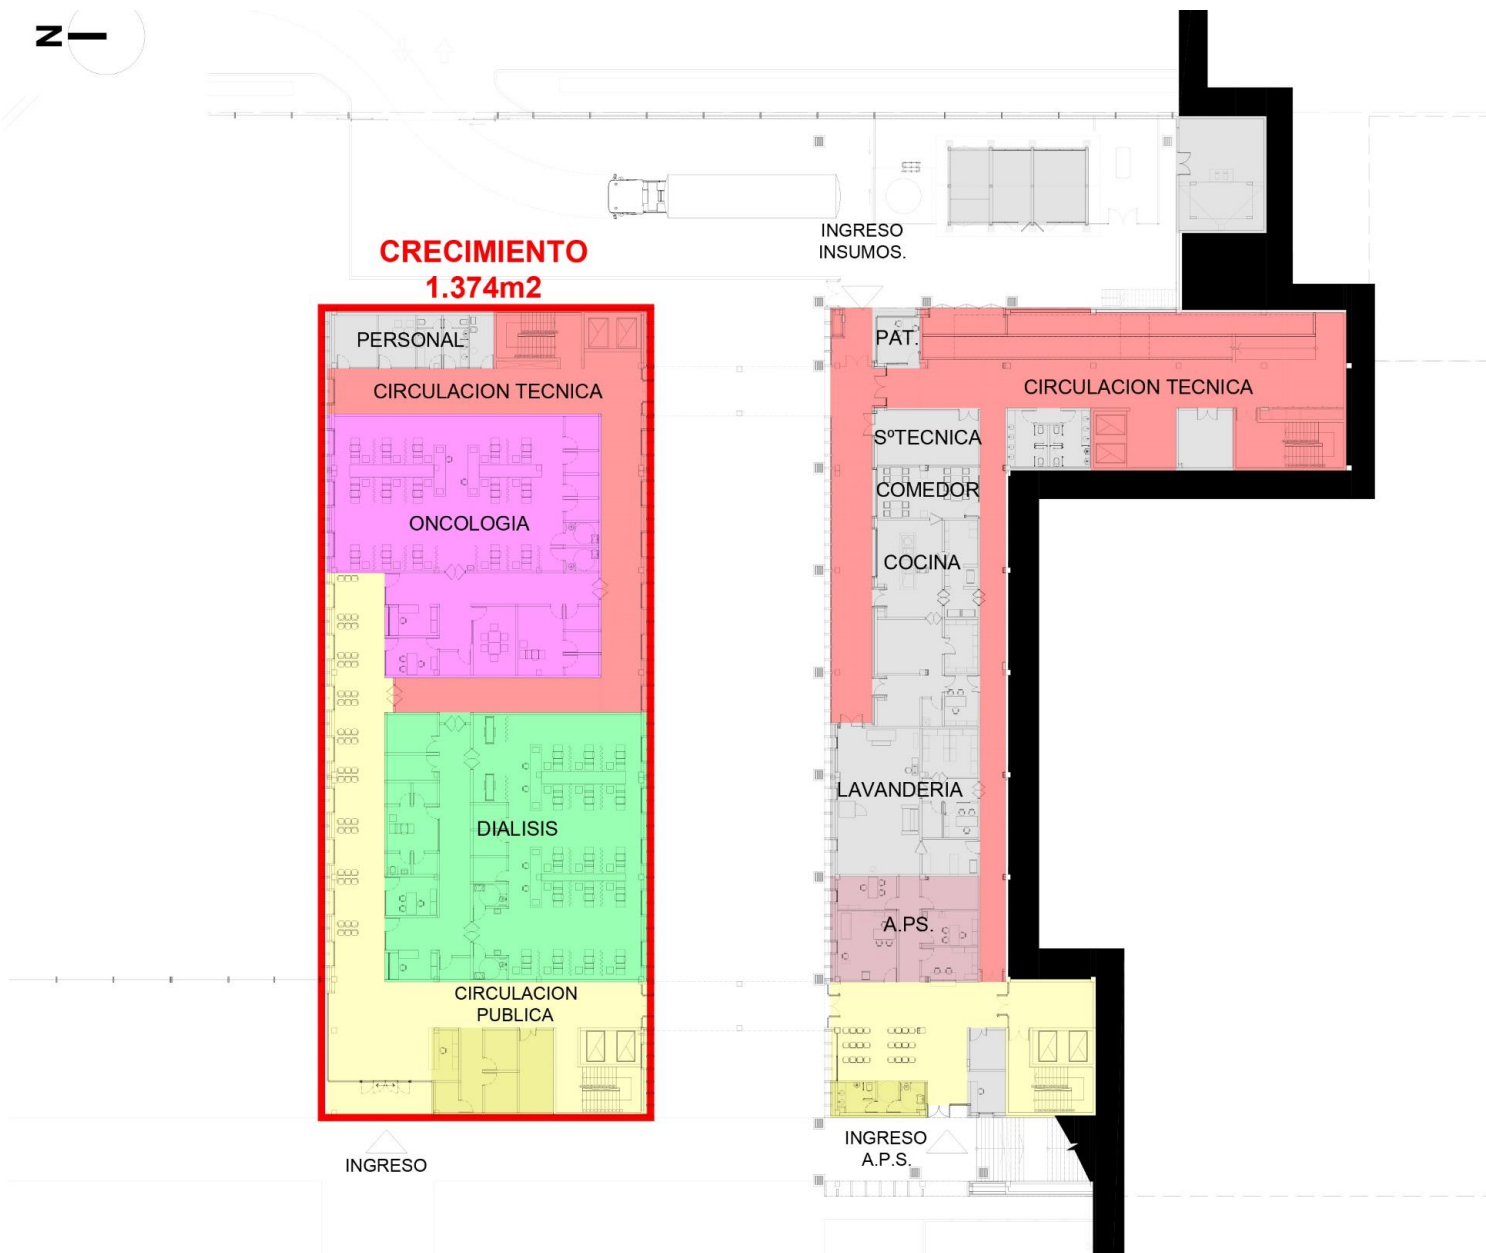 N
CRECIMIENTO
1.374m2
INGRESO
INSUMOS.
PERSONAL
PAT.
CIRCULACION TECNICA
CIRCULACION TECNICA
SºTECNICA
COMEDOR
ONCOLOGIA
COCINA
LAVANDERIA
DIALISIS
A.PS.
CIRCULACION
PUBLICA
INGRESO
INGRESO
A.P.S.